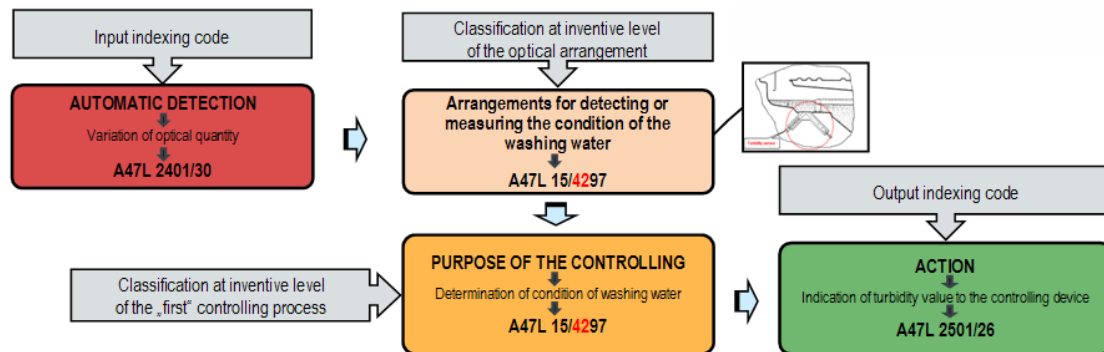 Input indexing code
Classification at inventive level
of the optical arrangement
AUTOMATIC DETECTION
Variation of optical quantity
A47L 2401/30
Arrangements for detecting or
measuring the condition of the
washing water
A47L 15/4297
Turbidity sensor
Output indexing code
Classification at inventive level
of the „first“ controlling process
PURPOSE OF THE CONTROLLING
Determination of condition of washing water
A47L 15/4297
ACTION
Indication of turbidity value to the controlling device
A47L 2501/26